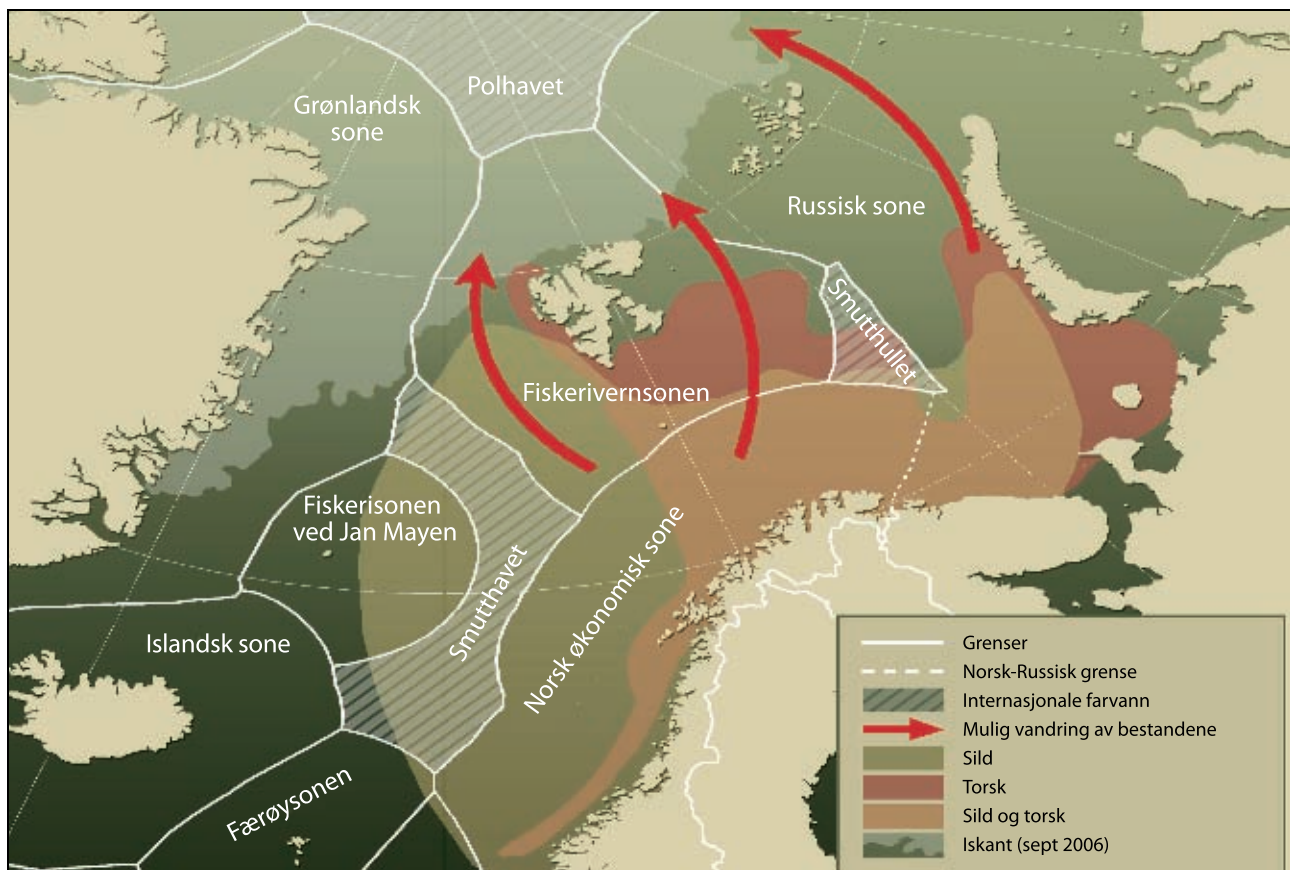 Polhavet
Grønlandsk
sone
Russisk sone
Smutthullet
Fiskerivernsonen
Fiskerisonen
ved Jan Mayen
Smutthavet
Norsk økonomisk sone
Islandsk sone
Færøysonen
Grenser
Norsk-Russisk grense
Internasjonale farvann
Mulig vandring av bestandene
Sild
Torsk
Sild og torsk
Iskant (sept 2006)